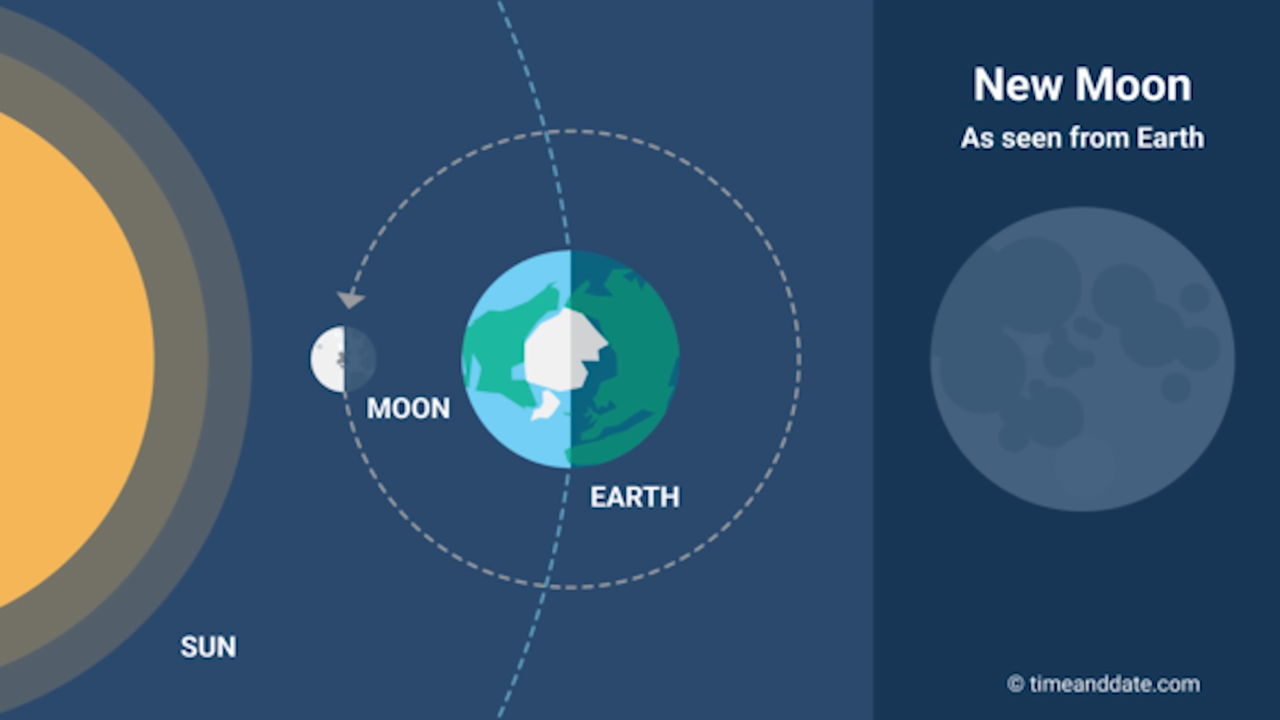 New Moon
As seen from Earth
MOON
EARTH
SUN
© timeanddate.com